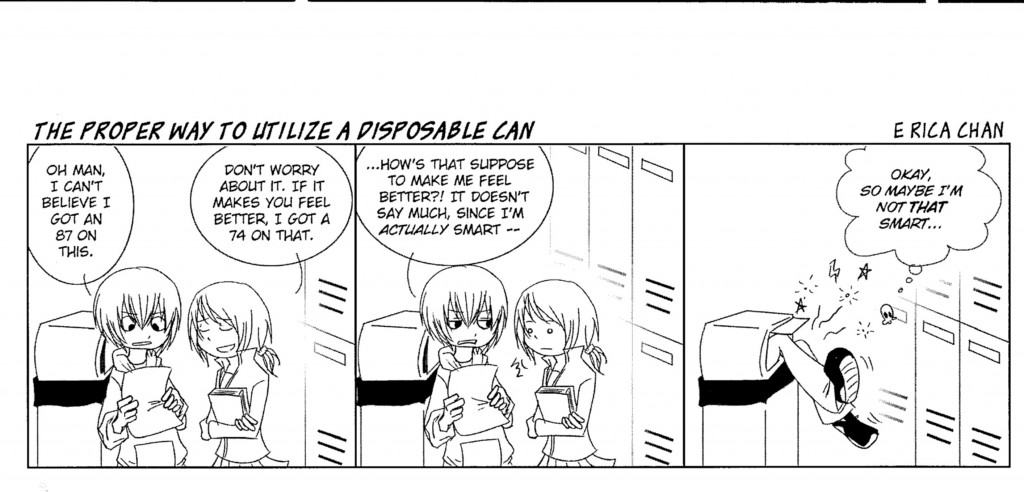 THE PROPER WAY TO UTILIZE A DISPOSABLE CAN
ERICA CHAN
OH MAN,
I CAN'T
BELIEVE I
GOT AN
87 ON
THIS.
DON'T WORRY
ABOUT IT. IF IT
MAKES YOU FEEL
BETTER, I GOT A
74 ON THAT.
...HOW'S THAT SUPPOSE
TO MAKE ME FEEL
BETTER?! IT DOESN'T
SAY MUCH, SINCE I'M
ACTUALLY SMART --
OKAY,
SO MAYBE I'M
NOT THAT
SMART...